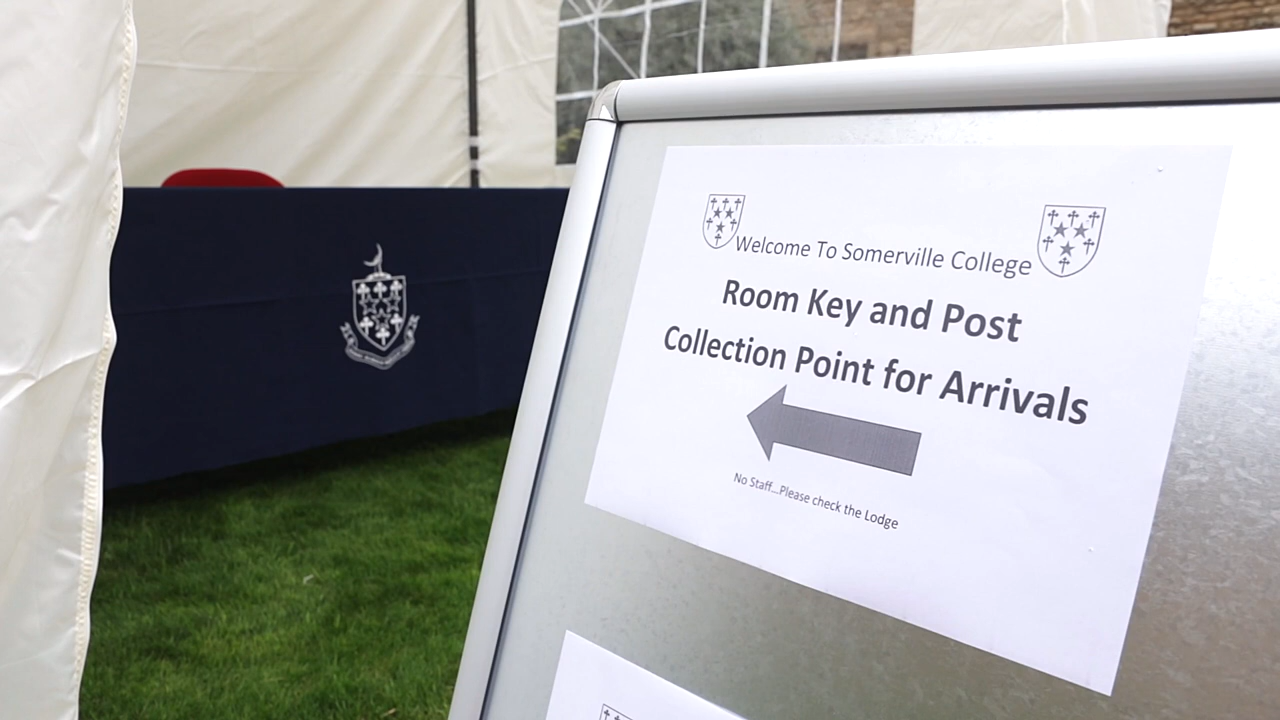 Welcome To Somerville College
Room Key and Post
Collection Point for Arrivals
No Staff...Please check the Lodge